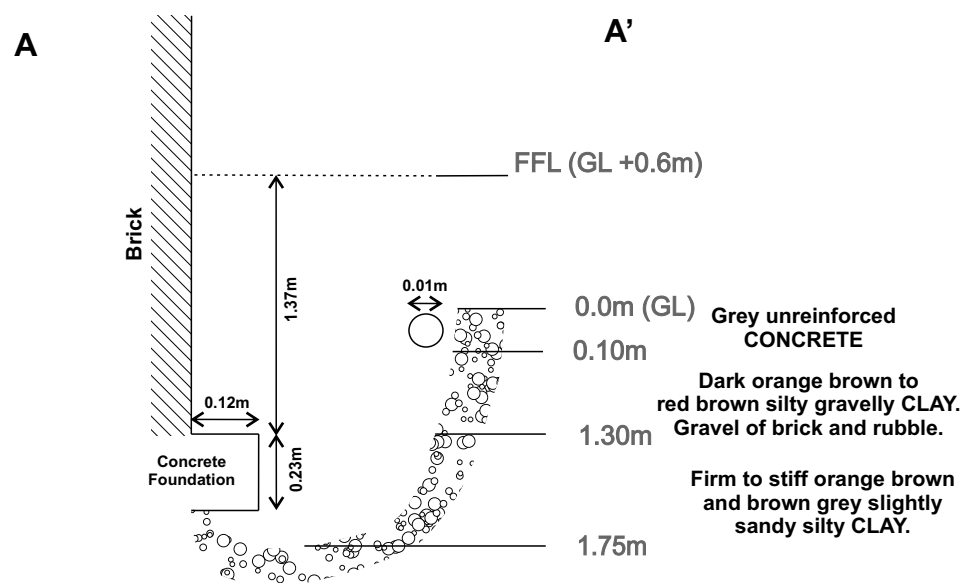 A
A'
FFL (GL +0.6m)
Brick
1.37m
0.01m
0.0m (GL)
Grey unreinforced
CONCRETE
0.10m
Dark orange brown to
red brown silty gravelly CLAY.
Gravel of brick and rubble.
0.12m
1.30m
Concrete
Foundation
0.23m
Firm to stiff orange brown
and brown grey slightly
sandy silty CLAY.
1.75m